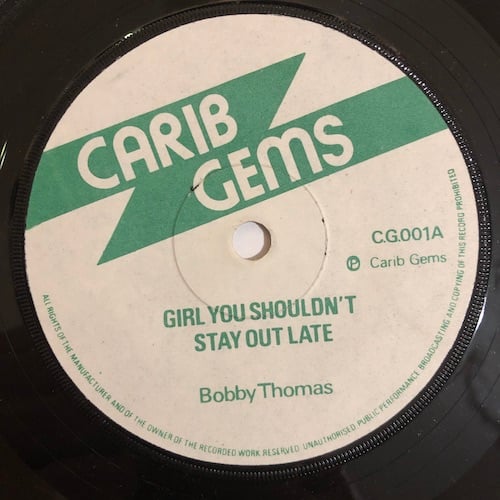 CARIB
GEMS
C.G.001A
Ⓟ Carib Gems
GIRL YOU SHOULDN'T
STAY OUT LATE
Bobby Thomas
ALL RIGHTS OF THE MANUFACTURER AND OF THE OWNER OF THE RECORDED WORK RESERVED. UNAUTHORISED PUBLIC PERFORMANCE BROADCASTING AND COPYING OF THIS RECORD PROHIBITED